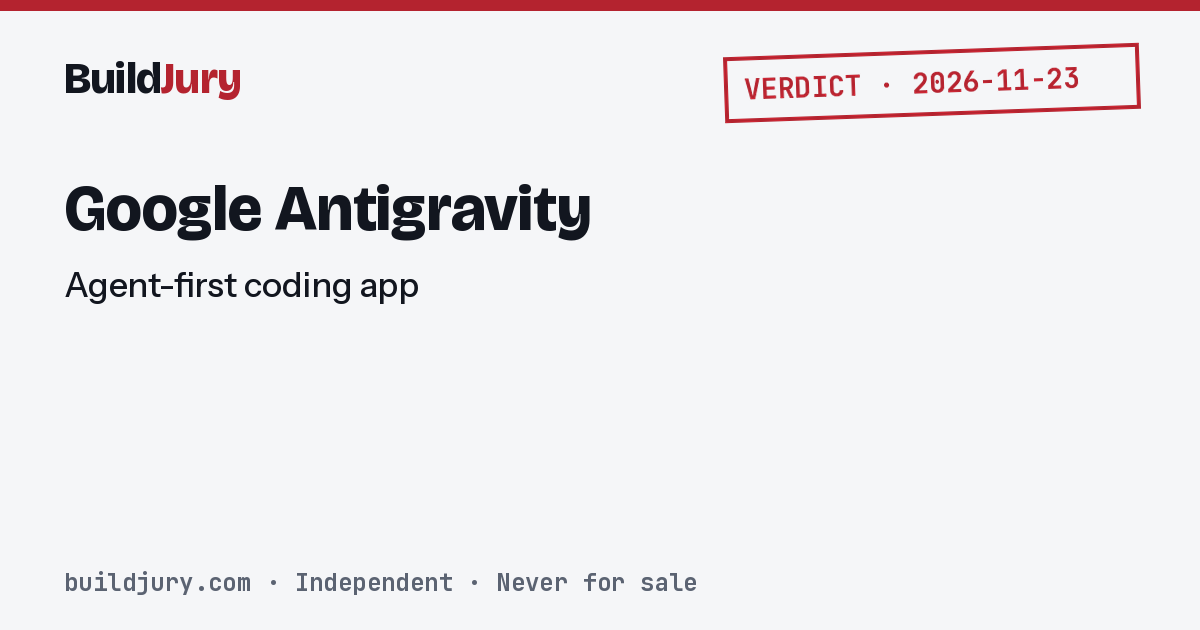 BuildJury
VERDICT · 2026-11-23
Google Antigravity
Agent-first coding app
buildjury.com · Independent · Never for sale